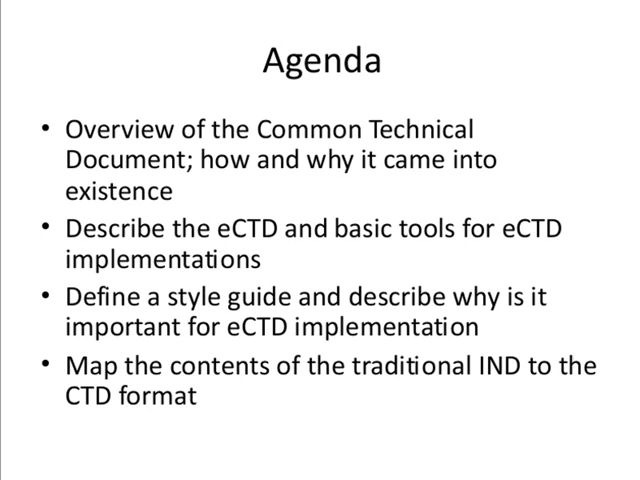 Agenda
• Overview of the Common Technical
Document; how and why it came into
existence
• Describe the eCTD and basic tools for eCTD
implementations
• Define a style guide and describe why is it
important for eCTD implementation
• Map the contents of the traditional IND to the
CTD format